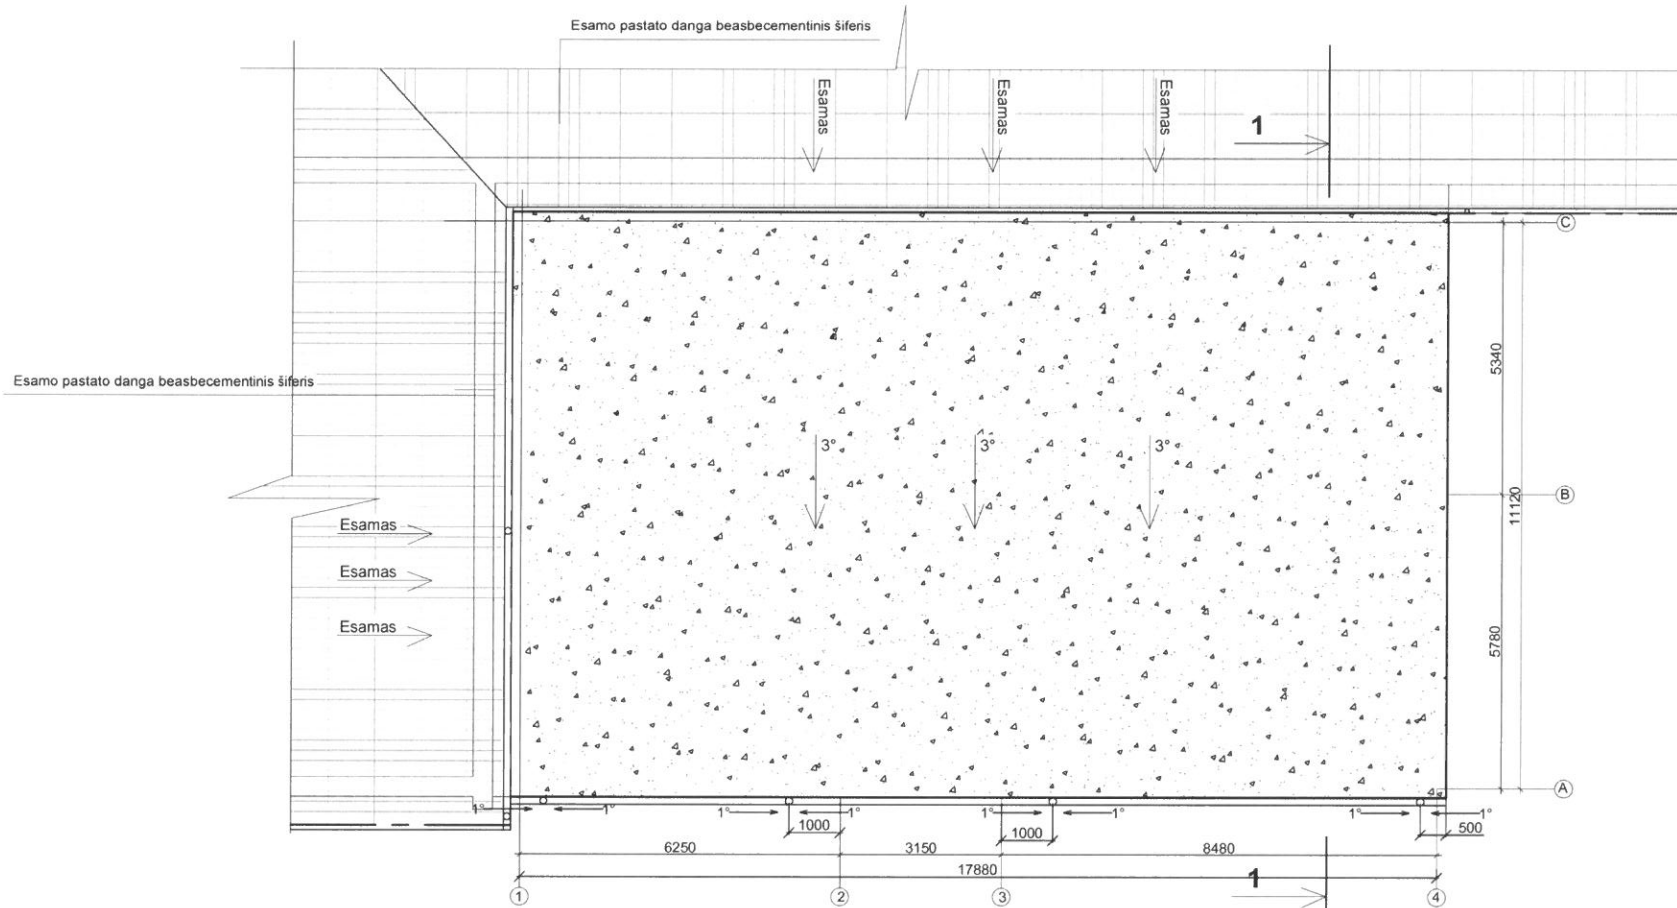 Esamo pastato danga beasbecementinis šiferis
Esamas
Esamas
Esamas
1
C
5340
Esamo pastato danga beasbecementinis šiferis
3°
3°
3°
B
11120
Esamas
Esamas
Esamas
5780
A
1°
1°
1°
1°
1°
1°
1°
1°
1000
1000
500
6250
3150
8480
17880
1
1
2
3
4